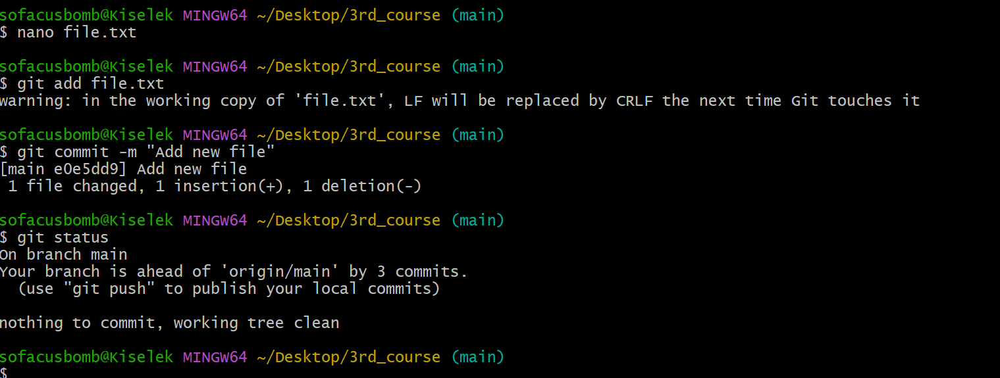 sofacusbomb@Kiselek MINGW64 ~/Desktop/3rd_course (main)
$ nano file.txt
sofacusbomb@Kiselek MINGW64 ~/Desktop/3rd_course (main)
$ git add file.txt
warning: in the working copy of 'file.txt', LF will be replaced by CRLF the next time Git touches it
sofacusbomb@Kiselek MINGW64 ~/Desktop/3rd_course (main)
$ git commit -m "Add new file"
[main e0e5dd9] Add new file
 1 file changed, 1 insertion(+), 1 deletion(-)
sofacusbomb@Kiselek MINGW64 ~/Desktop/3rd_course (main)
$ git status
On branch main
Your branch is ahead of 'origin/main' by 3 commits.
  (use "git push" to publish your local commits)
nothing to commit, working tree clean
sofacusbomb@Kiselek MINGW64 ~/Desktop/3rd_course (main)
$